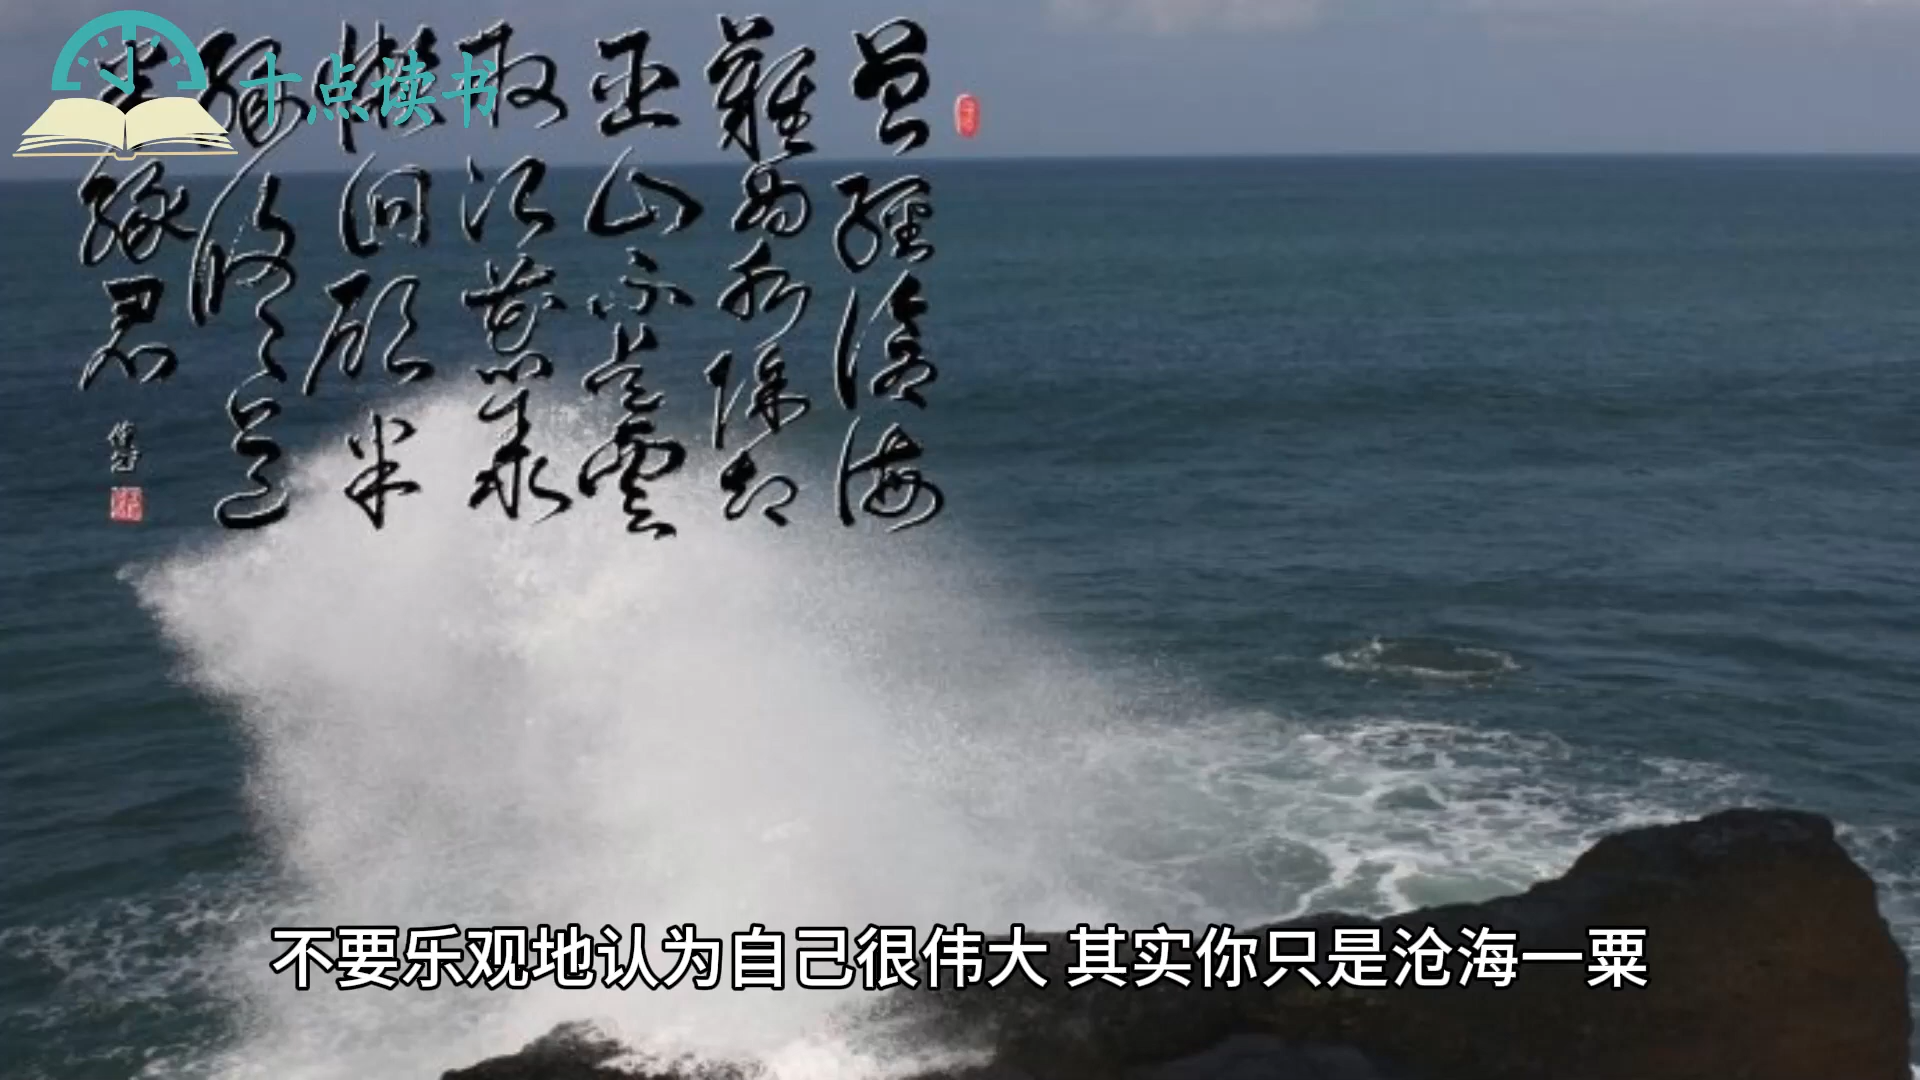 十点读书
曾經滄海
難為水除却
巫山不是雲
取次花叢
懶迴顧半
緣修道
半緣君
不要乐观地认为自己很伟大 其实你只是沧海一粟